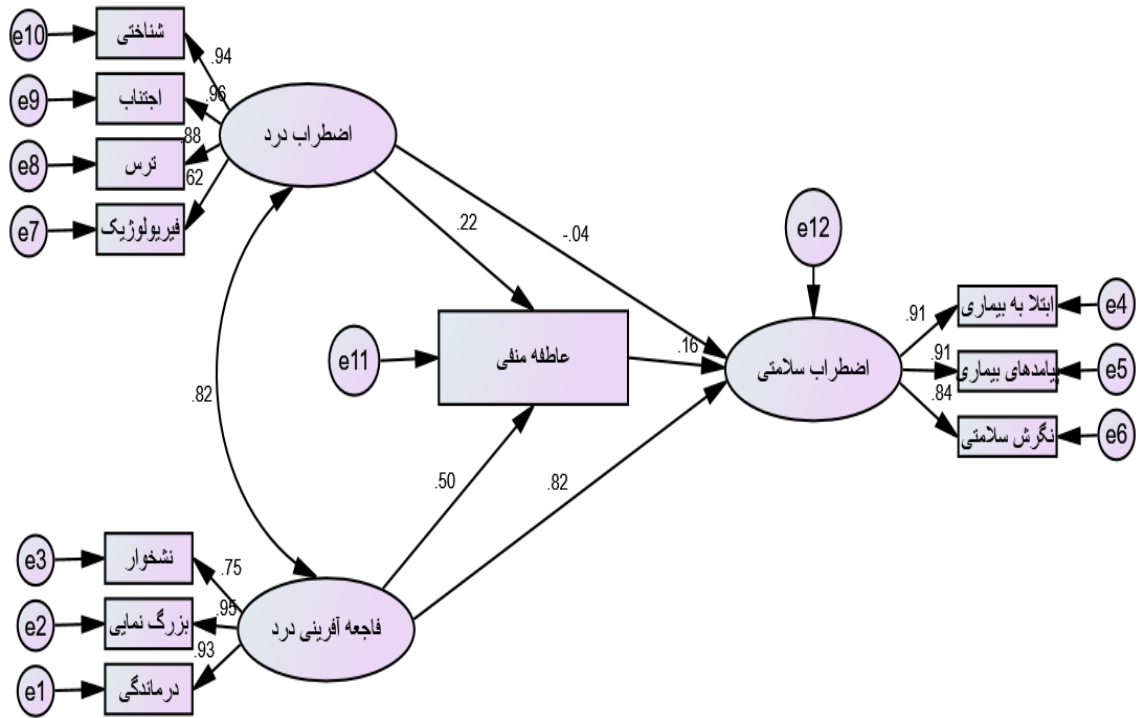 e10
شناختی
.94
e9
اجتناب
.96
e8
ترس
.88
e7
فیریولوژیک
.62
اضطراب درد
.22
-.04
.82
e11
عاطفه منفی
.16
e12
اضطراب سلامتی
.91
ابتلا به بیماری
e4
.91
پیامدهای بیماری
e5
.84
نگرش سلامتی
e6
.50
.82
e3
نشخوار
.75
e2
بزرگ نمایی
.95
e1
درماندگی
.93
فاجعه آفرینی درد